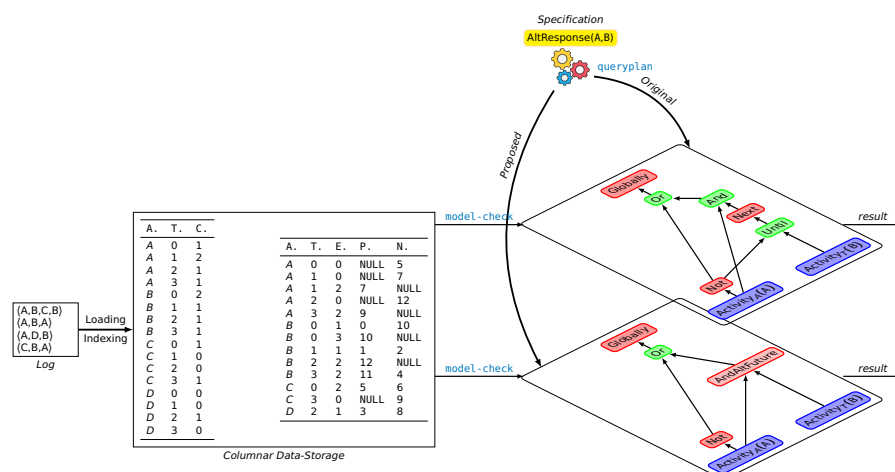 Specification
AltResponse(A,B)
queryplan
Original
Proposed
Globally
Or
And
Next
Until
Activity_T(B)
Not
Activity_A(A)
model-check
result
A. T. C.
A 0 1
A 1 2
A 2 1
A 3 1
B 0 2
B 1 1
B 2 1
B 3 1
C 0 1
C 1 0
C 2 0
C 3 1
D 0 0
D 1 0
D 2 1
D 3 0
A. T. E. P. N.
A 0 0 NULL 5
A 1 0 NULL 7
A 1 2 7 NULL
A 2 0 NULL 12
A 3 2 9 NULL
B 0 1 0 10
B 0 3 10 NULL
B 1 1 1 2
B 2 2 12 NULL
B 3 2 11 4
C 0 2 5 6
C 3 0 NULL 9
D 2 1 3 8
⟨A,B,C,B⟩
⟨A,B,A⟩
⟨A,D,B⟩
⟨C,B,A⟩
Log
Loading
Indexing
Columnar Data-Storage
model-check
result
Globally
Or
AndAltFuture
Activity_T(B)
Not
Activity_A(A)